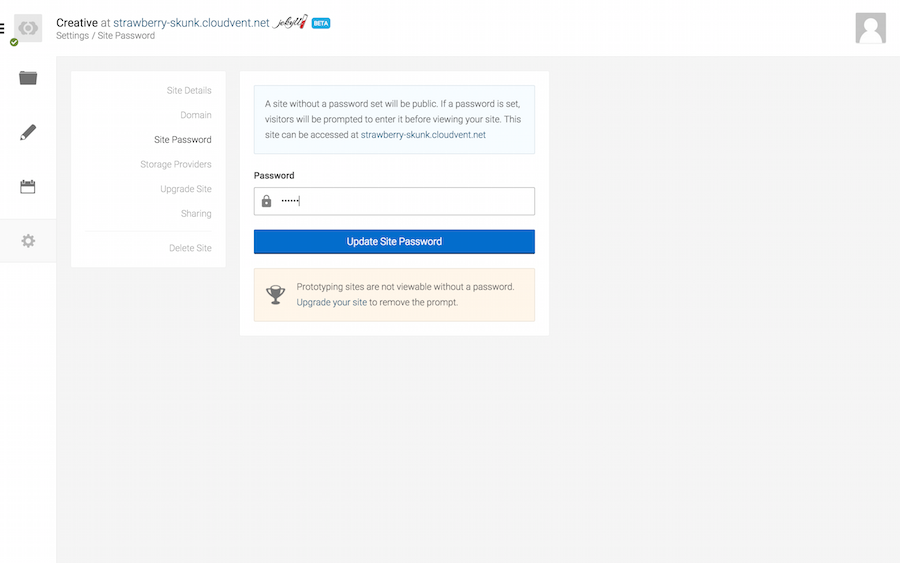 Creative at strawberry-skunk.cloudvent.net jekyll BETA
Settings / Site Password
Site Details
Domain
Site Password
Storage Providers
Upgrade Site
Sharing
Delete Site
A site without a password set will be public. If a password is set,
visitors will be prompted to enter it before viewing your site. This
site can be accessed at strawberry-skunk.cloudvent.net
Password
••••••
Update Site Password
Prototyping sites are not viewable without a password.
Upgrade your site to remove the prompt.